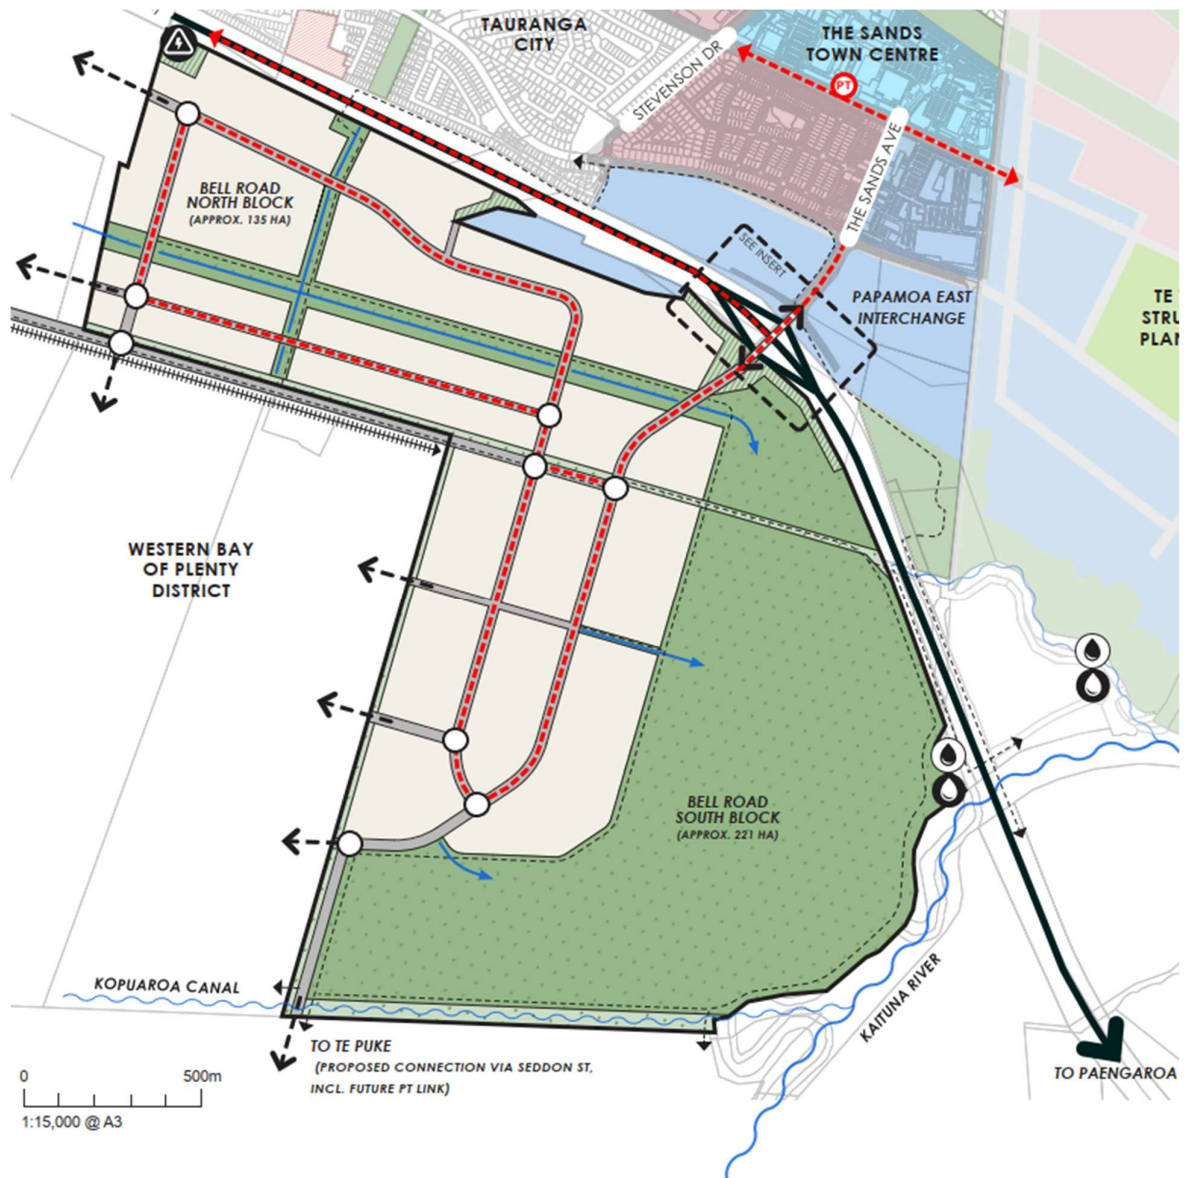 TAURANGA
CITY
THE SANDS
TOWN CENTRE
STEVENSON DR
PT
THE SANDS AVE
BELL ROAD
NORTH BLOCK
(APPROX. 135 HA)
SEE INSERT
PAPAMOA EAST
INTERCHANGE
TE
STRU
PLAN
WESTERN BAY
OF PLENTY
DISTRICT
BELL ROAD
SOUTH BLOCK
(APPROX. 221 HA)
KOPUAROA CANAL
KAITUNA RIVER
TO TE PUKE
(PROPOSED CONNECTION VIA SEDDON ST,
INCL. FUTURE PT LINK)
TO PAENGAROA
0 500m
1:15,000 @ A3